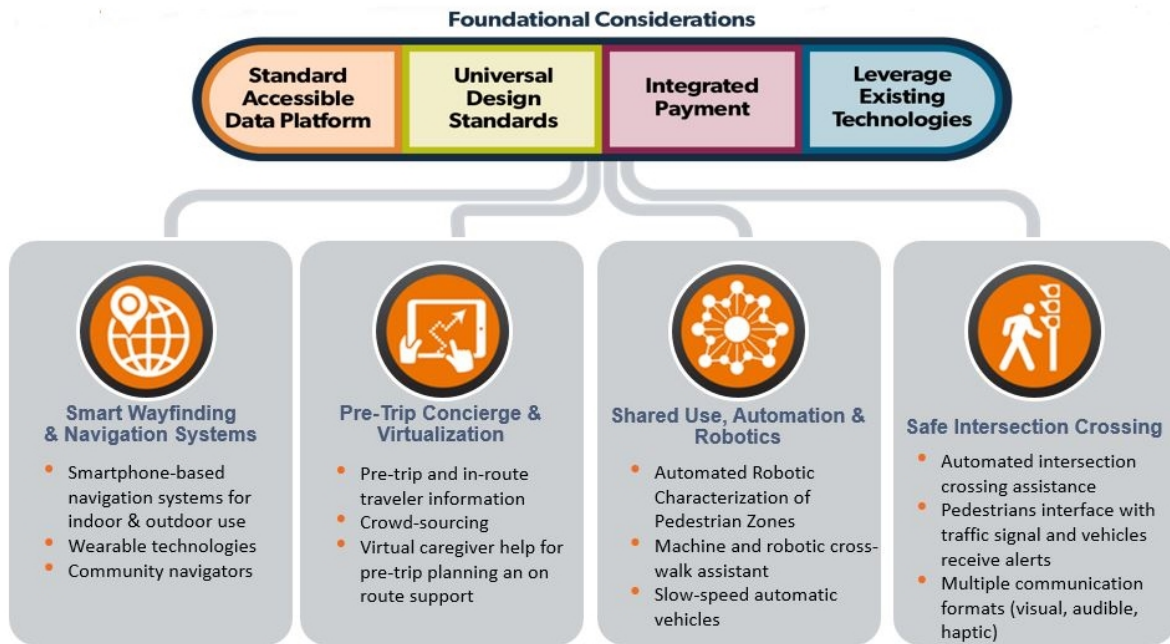 Foundational Considerations
Standard
Accessible
Data Platform
Universal
Design
Standards
Integrated
Payment
Leverage
Existing
Technologies
Smart Wayfinding
& Navigation Systems
• Smartphone-based
navigation systems for
indoor & outdoor use
• Wearable technologies
• Community navigators
Pre-Trip Concierge &
Virtualization
• Pre-trip and in-route
traveler information
• Crowd-sourcing
• Virtual caregiver help for
pre-trip planning an on
route support
Shared Use, Automation &
Robotics
• Automated Robotic
Characterization of
Pedestrian Zones
• Machine and robotic cross-
walk assistant
• Slow-speed automatic
vehicles
Safe Intersection Crossing
• Automated intersection
crossing assistance
• Pedestrians interface with
traffic signal and vehicles
receive alerts
• Multiple communication
formats (visual, audible,
haptic)